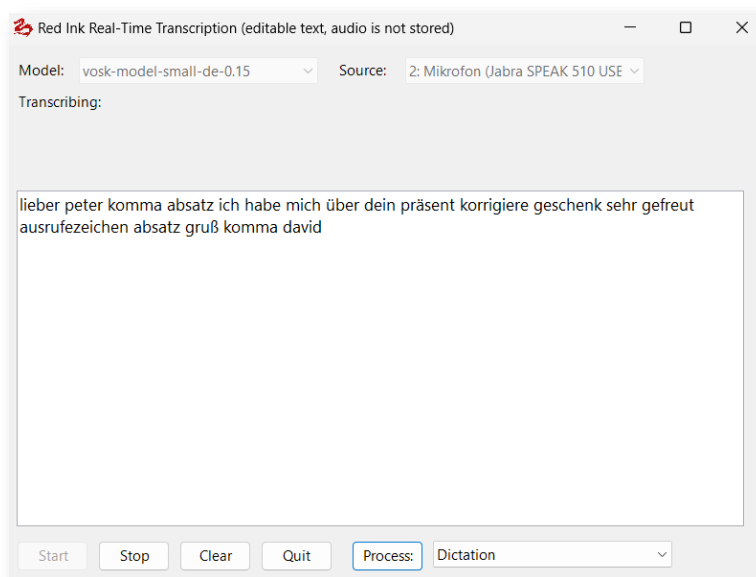 Red Ink Real-Time Transcription (editable text, audio is not stored)
Model: vosk-model-small-de-0.15 Source: 2: Mikrofon (Jabra SPEAK 510 USE
Transcribing:
lieber peter komma absatz ich habe mich über dein präsent korrigiere geschenk sehr gefreut
ausrufezeichen absatz gruß komma david
Start Stop Clear Quit Process: Dictation